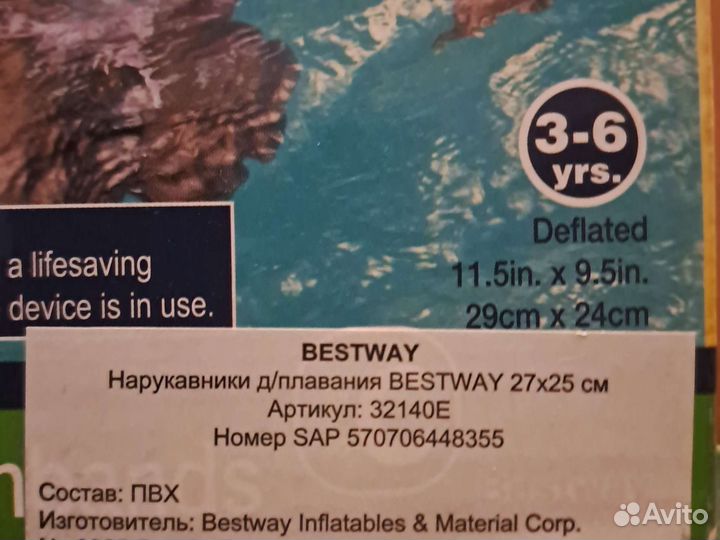 3-6
yrs.
Deflated
11.5in. x 9.5in.
29cm x 24cm
a lifesaving
device is in use.
BESTWAY
Нарукавники д/плавания BESTWAY 27x25 см
Артикул: 32140E
Номер SAP 570706448355
Состав: ПВХ
Изготовитель: Bestway Inflatables & Material Corp.
Avito